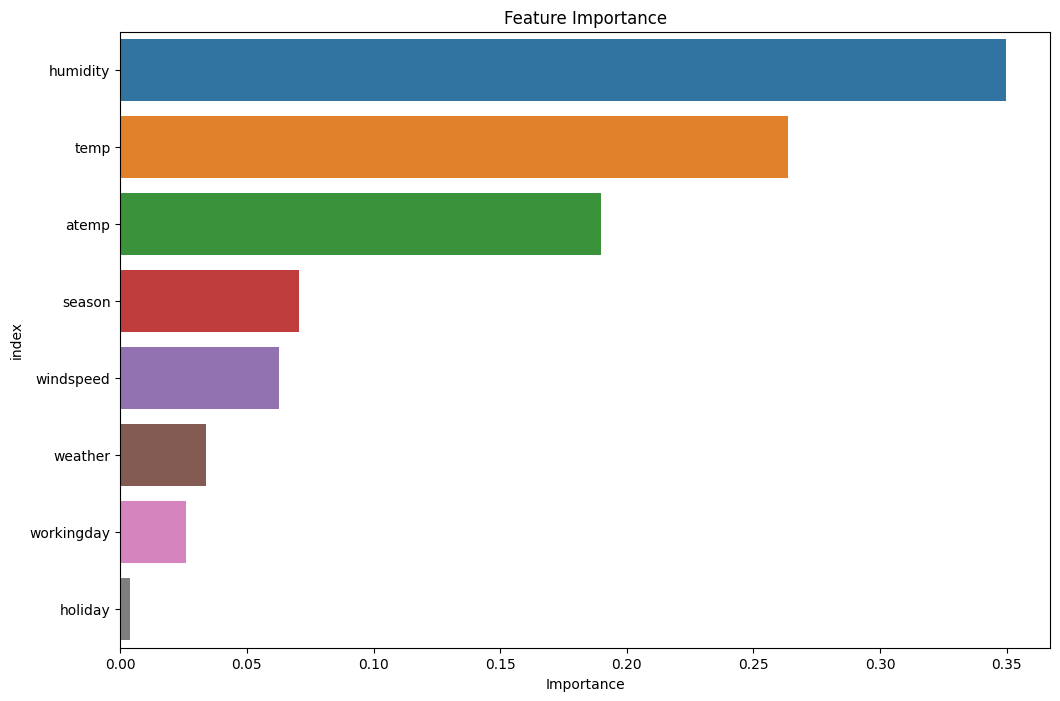 Feature Importance
humidity
temp
atemp
season
windspeed
weather
workingday
holiday
index
0.00 0.05 0.10 0.15 0.20 0.25 0.30 0.35
Importance